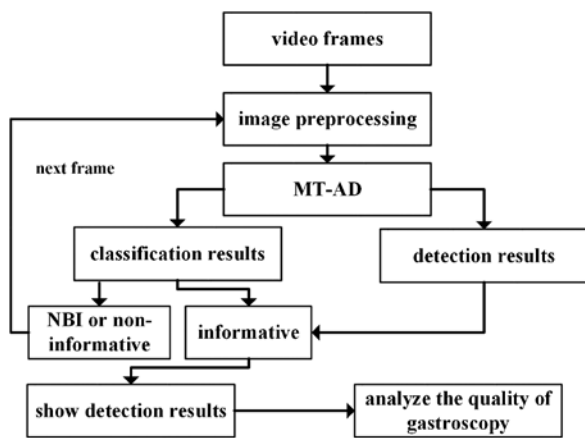 video frames
image preprocessing
next frame
MT-AD
classification results
detection results
NBI or non-
informative
informative
show detection results
analyze the quality of
gastroscopy